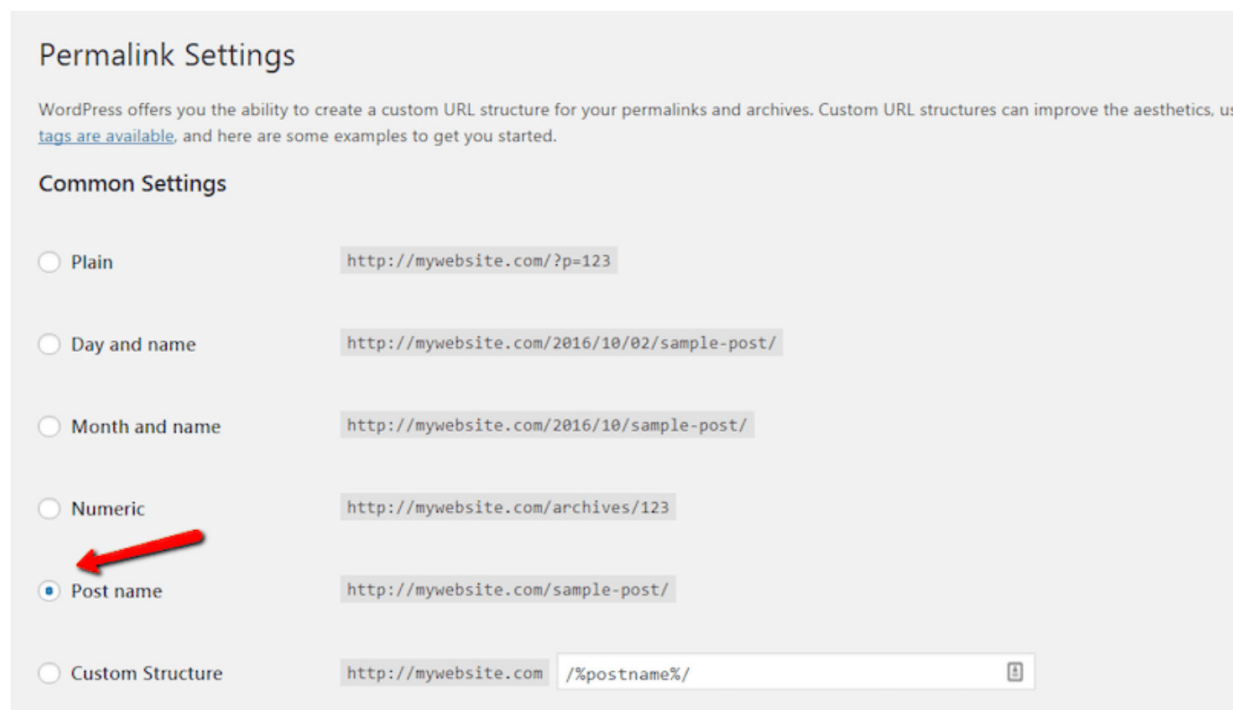 Permalink Settings
WordPress offers you the ability to create a custom URL structure for your permalinks and archives. Custom URL structures can improve the aesthetics,
tags are available, and here are some examples to get you started.
Common Settings
Plain http://mywebsite.com/?p=123
Day and name http://mywebsite.com/2016/10/02/sample-post/
Month and name http://mywebsite.com/2016/10/sample-post/
Numeric http://mywebsite.com/archives/123
Post name http://mywebsite.com/sample-post/
Custom Structure http://mywebsite.com /%postname%/